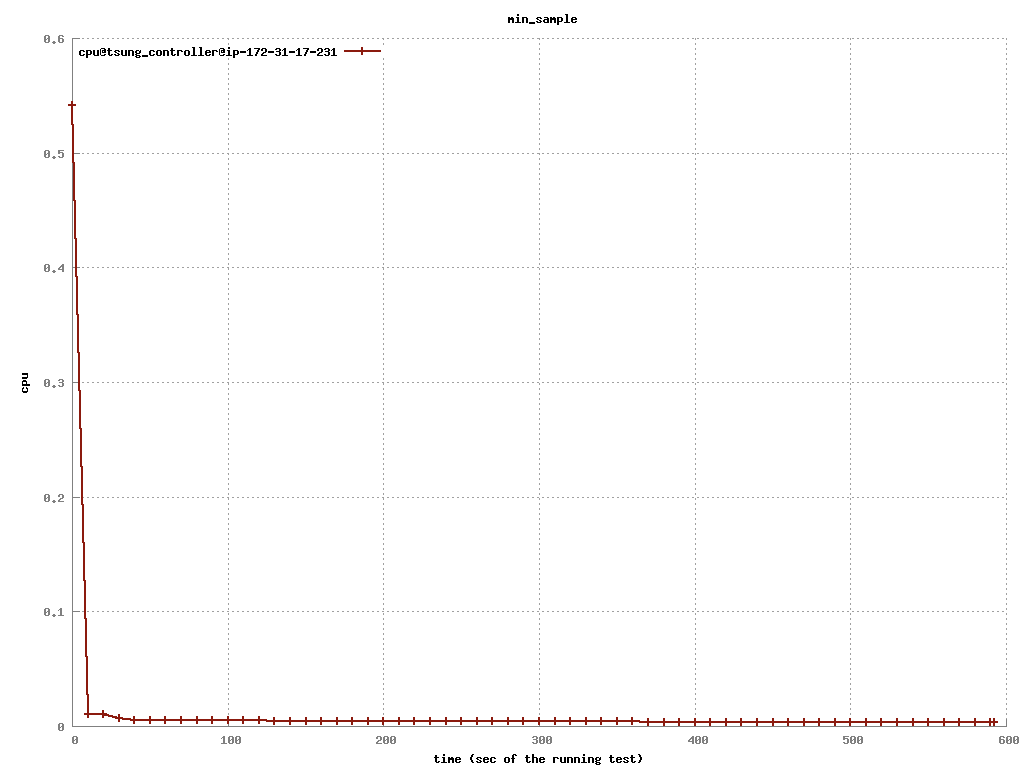 min_sample
cpu@tsung_controller@ip-172-31-17-231
0.6
0.5
0.4
0.3
0.2
0.1
0
cpu
0 100 200 300 400 500 600
time (sec of the running test)